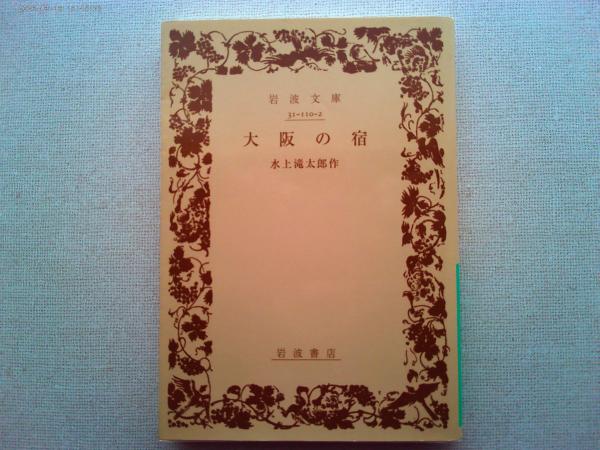 岩波文庫
31-110-2
大阪の宿
水上滝太郎作
岩波書店